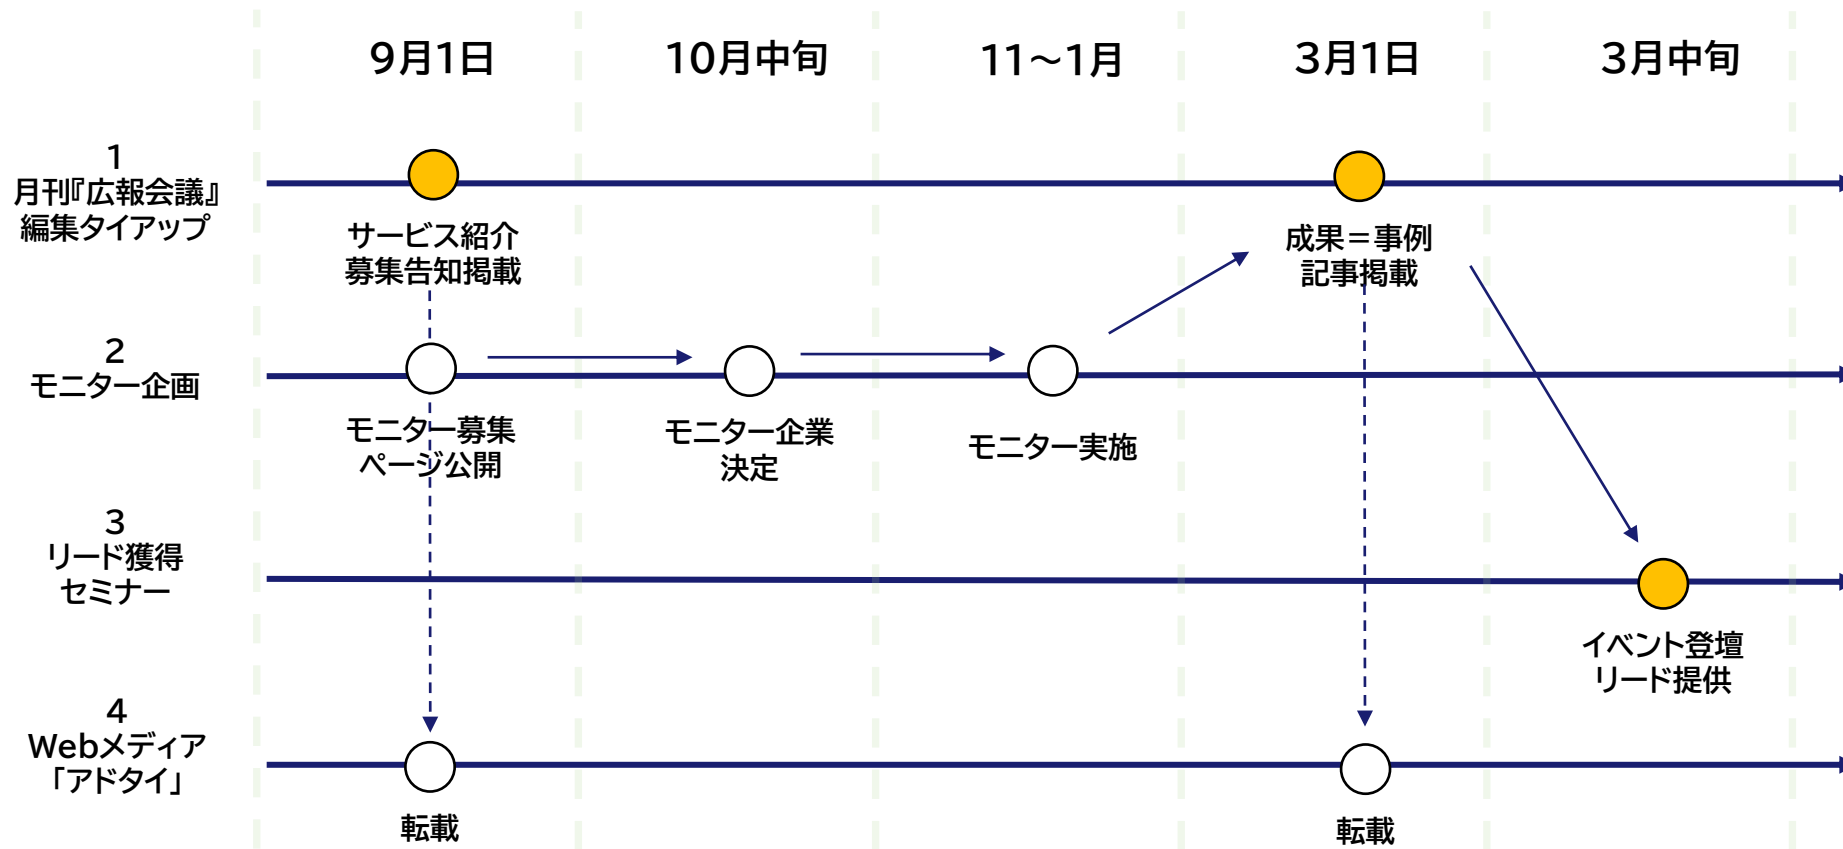 9月1日
10月中旬
11～1月
3月1日
3月中旬
1
月刊『広報会議』
編集タイアップ
サービス紹介
募集告知掲載
成果＝事例
記事掲載
2
モニター企画
モニター募集
ページ公開
モニター企業
決定
モニター実施
3
リード獲得
セミナー
イベント登壇
リード提供
4
Webメディア
「アドタイ」
転載
転載